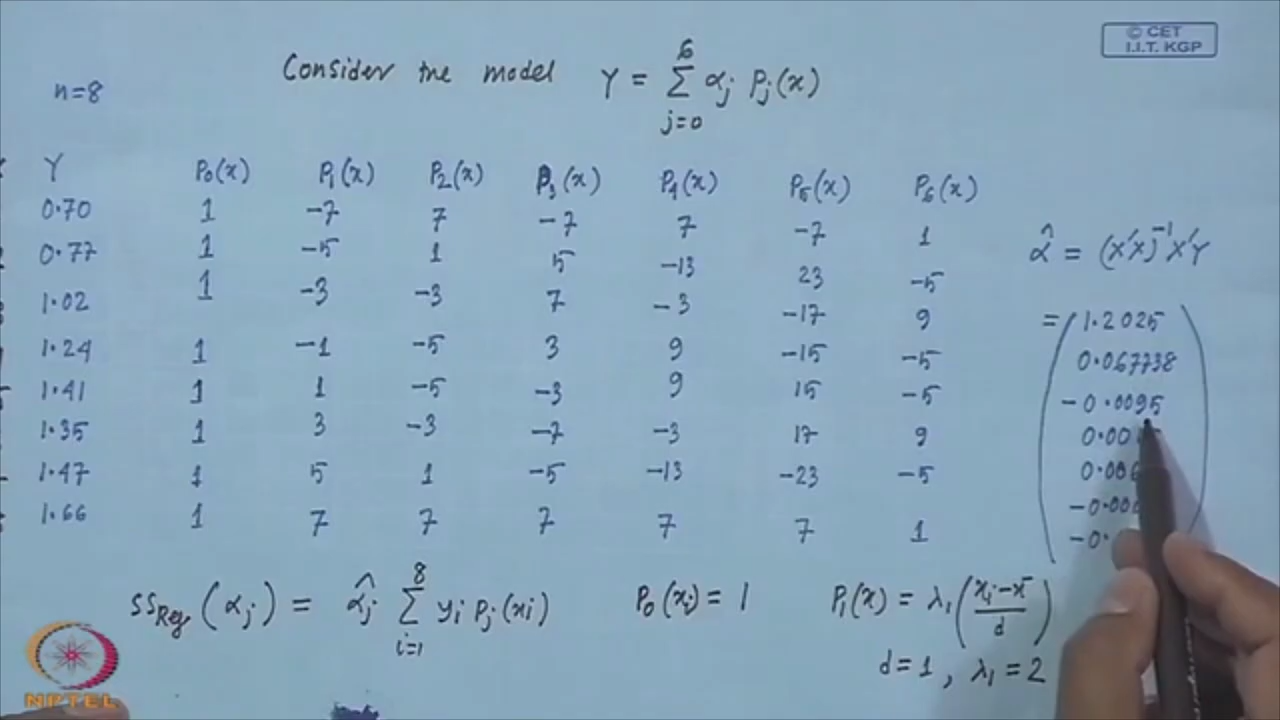 © CET
I.I.T. KGP
Consider the model Y = Σ_{j=0}^{6} α_j P_j(x)
n=8
Y P₀(x) P₁(x) P₂(x) P₃(x) P₄(x) P₅(x) P₆(x)
0.70 1 -7 7 -7 7 -7 1
0.77 1 -5 1 5 -13 23 -5
1.02 1 -3 -3 7 -3 -17 9
1.24 1 -1 -5 3 9 -15 -5
1.41 1 1 -5 -3 9 15 -5
1.35 1 3 -3 -7 -3 17 9
1.47 1 5 1 -5 -13 -23 -5
1.66 1 7 7 7 7 7 1
α̂ = (X'X)⁻¹X'Y
= ( 1.2025
0.067738
-0.0095
SS_Reg (α_j) = α̂_j Σ_{i=1}^{8} y_i P_j(x_i)
P₀(x_i) = 1
P₁(x) = λ₁ ( (x_i - x̄) / d )
d=1, λ₁=2
NPTEL